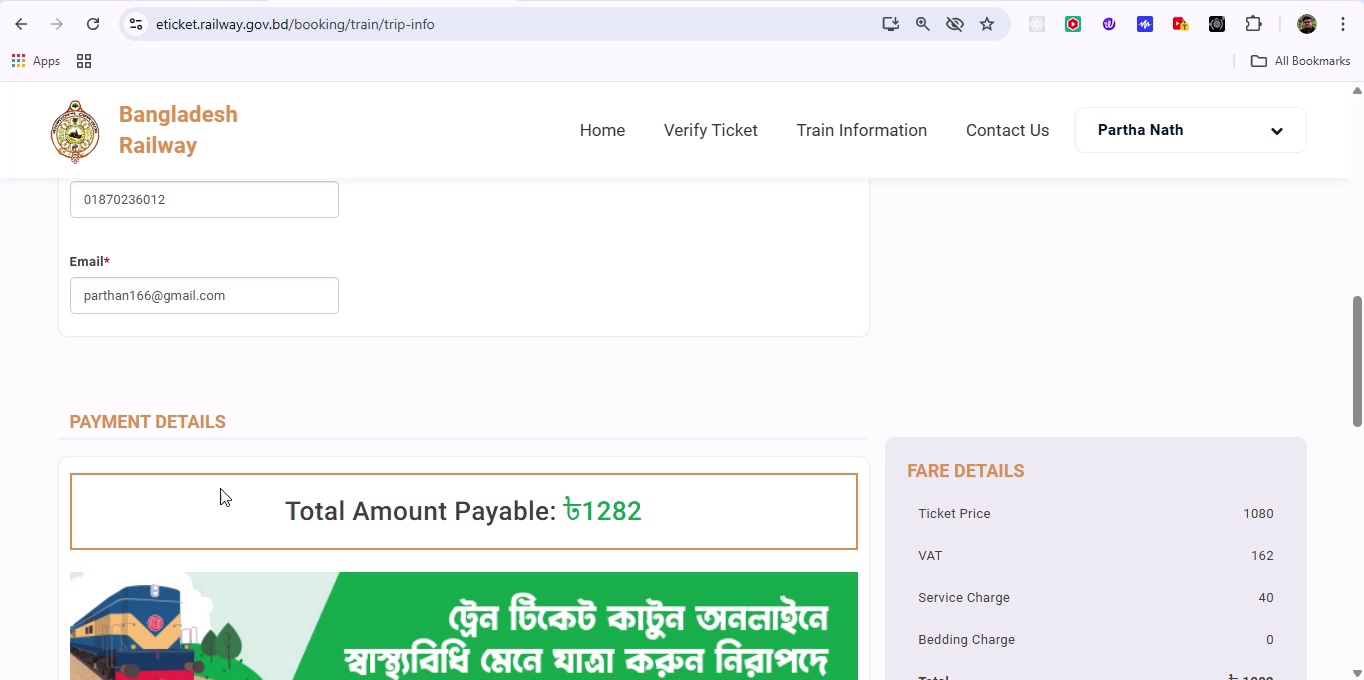 eticket.railway.gov.bd/booking/train/trip-info
Apps
All Bookmarks
Bangladesh
Railway
Home
Verify Ticket
Train Information
Contact Us
Partha Nath
01870236012
Email*
parthan166@gmail.com
PAYMENT DETAILS
Total Amount Payable: ৳1282
ট্রেন টিকেট কাটুন অনলাইনে
স্বাস্থ্যবিধি মেনে যাত্রা করুন নিরাপদে
FARE DETAILS
Ticket Price 1080
VAT 162
Service Charge 40
Bedding Charge 0
Total ৳ 1282